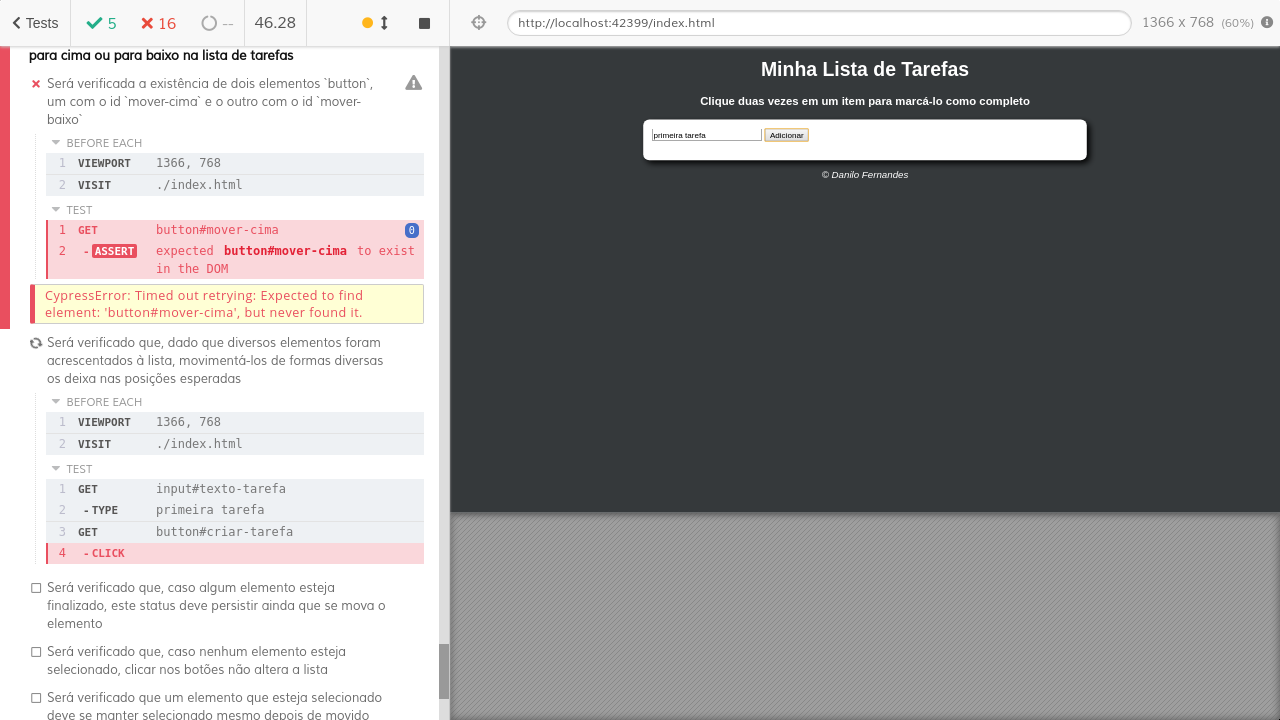 Tests
5
16
--
46.28
http://localhost:42399/index.html
1366 x 768 (60%)
para cima ou para baixo na lista de tarefas
Será verificada a existência de dois elementos `button`,
um com o id `mover-cima` e o outro com o id `mover-
baixo`
BEFORE EACH
1 VIEWPORT 1366, 768
2 VISIT ./index.html
TEST
1 GET button#mover-cima 0
2 -ASSERT expected button#mover-cima to exist
in the DOM
CypressError: Timed out retrying: Expected to find
element: 'button#mover-cima', but never found it.
Será verificado que, dado que diversos elementos foram
acrescentados à lista, movimentá-los de formas diversas
os deixa nas posições esperadas
BEFORE EACH
1 VIEWPORT 1366, 768
2 VISIT ./index.html
TEST
1 GET input#texto-tarefa
2 -TYPE primeira tarefa
3 GET button#criar-tarefa
4 -CLICK
Será verificado que, caso algum elemento esteja
finalizado, este status deve persistir ainda que se mova o
elemento
Será verificado que, caso nenhum elemento esteja
selecionado, clicar nos botões não altera a lista
Será verificado que um elemento que esteja selecionado
deve se manter selecionado mesmo depois de movido
Minha Lista de Tarefas
Clique duas vezes em um item para marcá-lo como completo
primeira tarefa Adicionar
© Danilo Fernandes